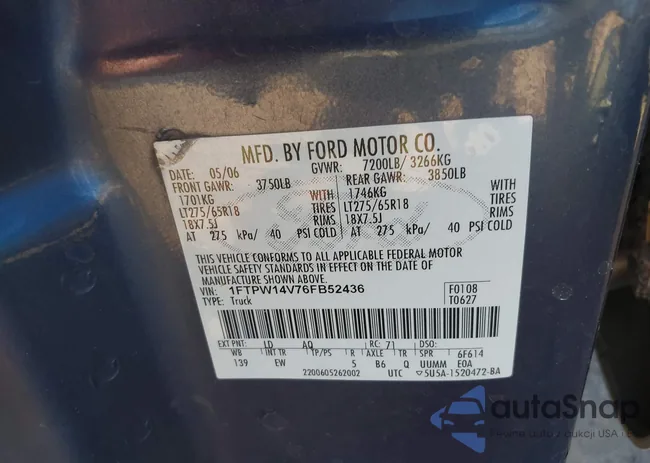 MFD. BY FORD MOTOR CO.
DATE: 05/06 GVWR: 7200LB/ 3266KG
FRONT GAWR: 3750LB REAR GAWR: 3850LB
1701KG WITH 1746KG WITH
LT275/65R18 TIRES LT275/65R18 TIRES
18X7.5J RIMS 18X7.5J RIMS
AT 275 kPa/ 40 PSI COLD AT 275 kPa/ 40 PSI COLD
THIS VEHICLE CONFORMS TO ALL APPLICABLE FEDERAL MOTOR
VEHICLE SAFETY STANDARDS IN EFFECT ON THE DATE OF
MANUFACTURE SHOWN ABOVE.
VIN: 1FTPW14V76FB52436 F0108
TYPE: Truck T0627
EXT PNT: LD AQ RC: 71 DSO:
WB INT TR TP/PS R AXLE TR SPR 6F614
139 EW 5 B6 Q UUMM E0A
2200605262002 UTC 5U5A-1520472-BA
Ford
autoSnap
Pewne auto z aukcji USA